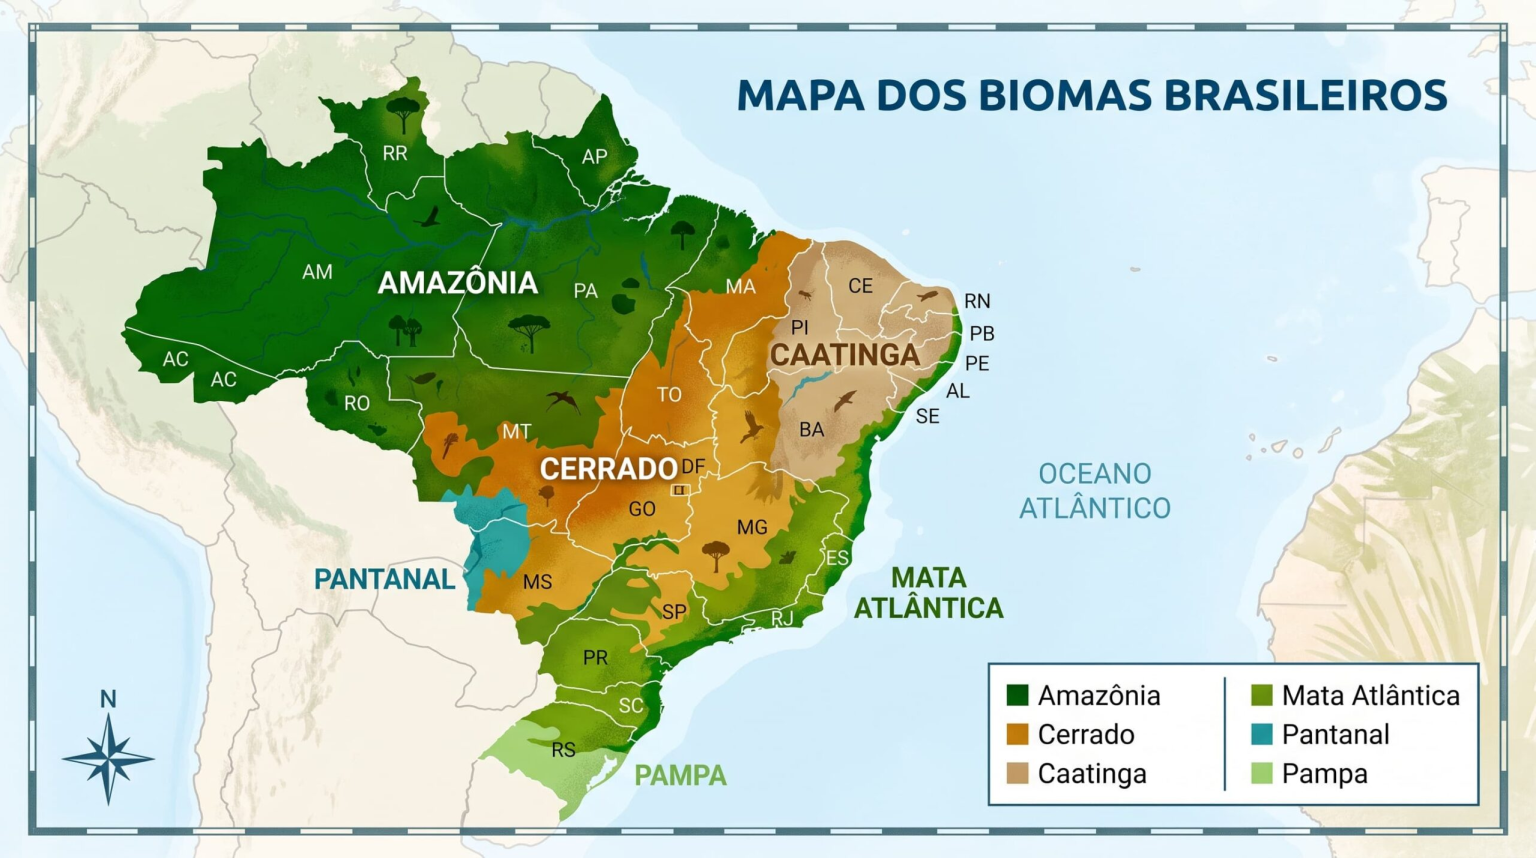 MAPA DOS BIOMAS BRASILEIROS
RR
AP
AM
AMAZÔNIA
PA
MA
CE
RN
PI
PB
CAATINGA
PE
AC
AC
AL
TO
RO
SE
BA
MT
CERRADO
DF
OCEANO
ATLÂNTICO
GO
MG
ES
PANTANAL
MS
MATA
ATLÂNTICA
SP
RJ
PR
SC
RS
PAMPA
N
Amazônia
Cerrado
Caatinga
Mata Atlântica
Pantanal
Pampa